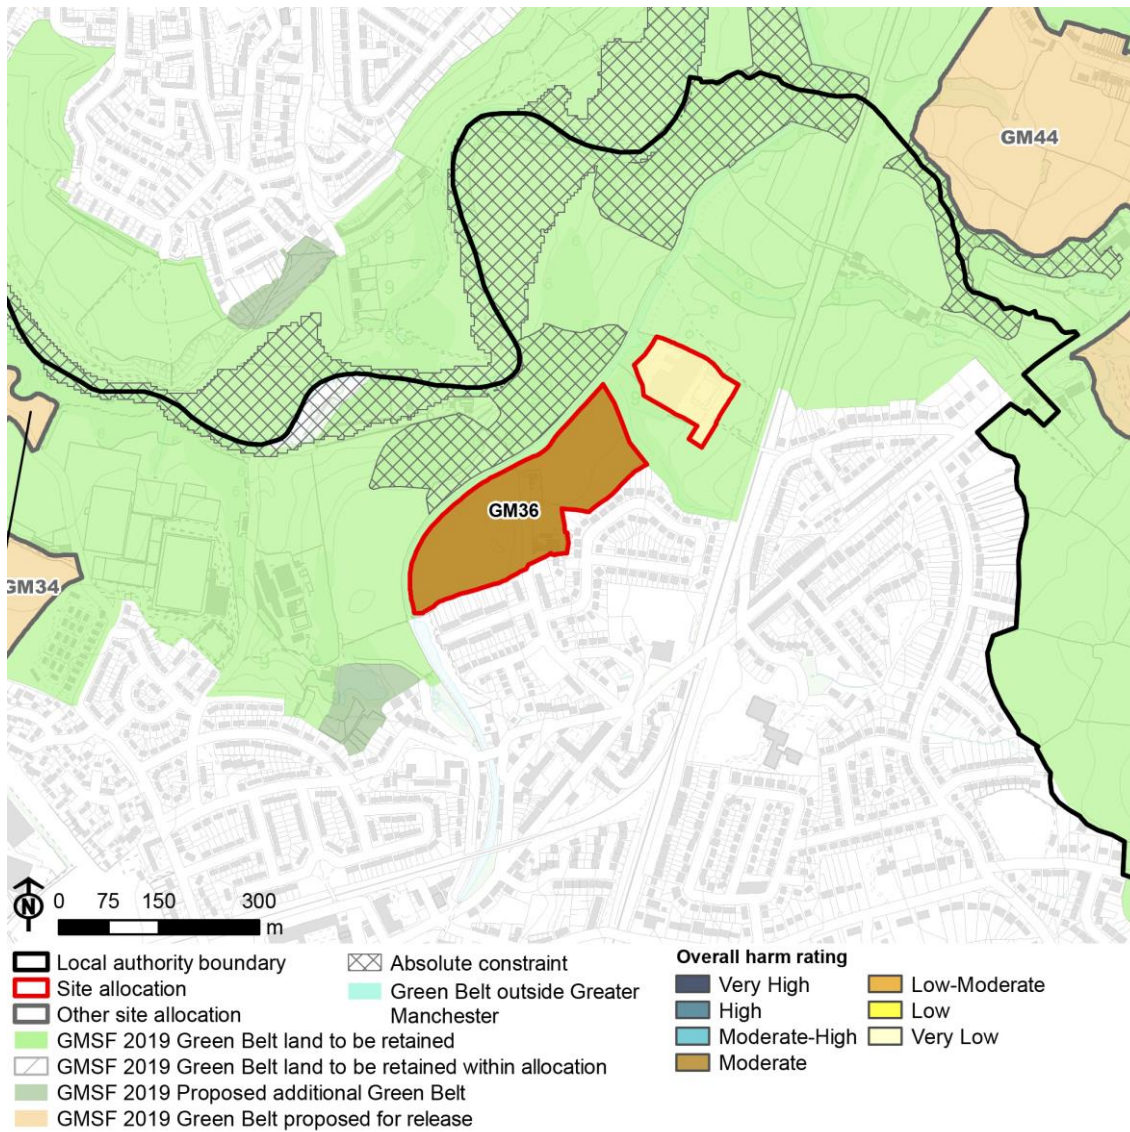 GM44
GM36
GM34
N
0 75 150 300
m
Local authority boundary
Site allocation
Other site allocation
GMSF 2019 Green Belt land to be retained
GMSF 2019 Green Belt land to be retained within allocation
GMSF 2019 Proposed additional Green Belt
GMSF 2019 Green Belt proposed for release
Absolute constraint
Green Belt outside Greater
Manchester
Overall harm rating
Very High
High
Moderate-High
Moderate
Low-Moderate
Low
Very Low